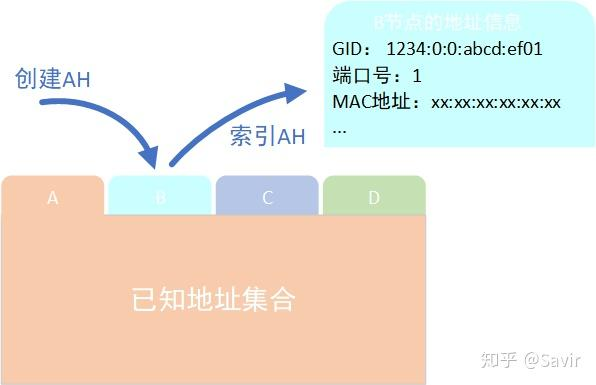 B节点的地址信息
GID： 1234:0:0:abcd:ef01
端口号：1
MAC地址：xx:xx:xx:xx:xx:xx
...
创建AH
索引AH
A
B
C
D
已知地址集合
知乎 @Savir